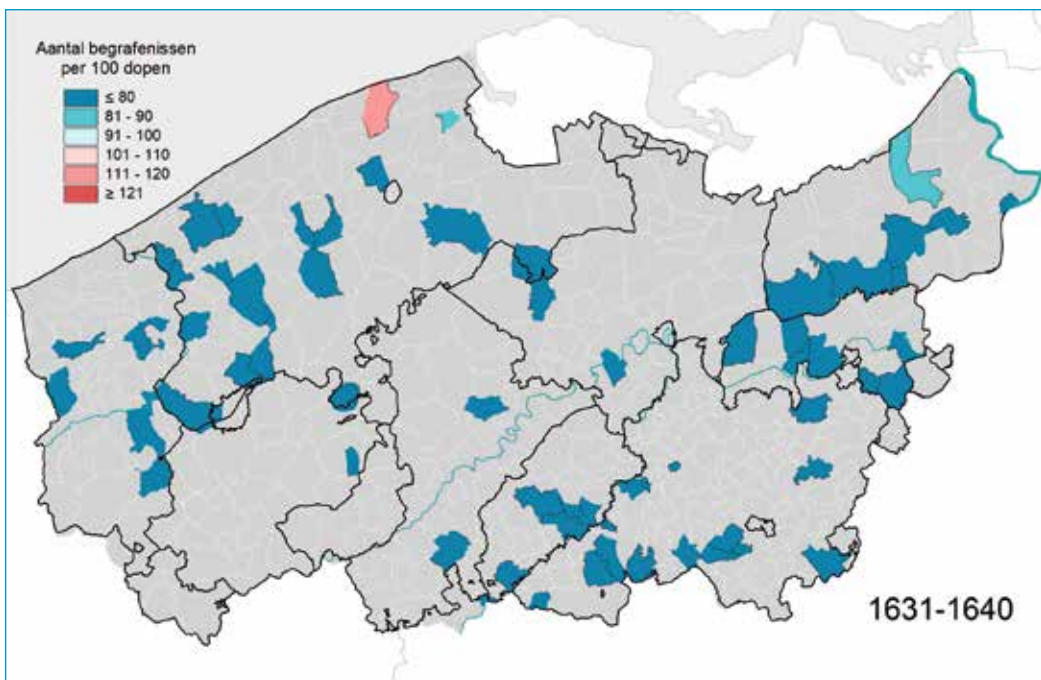 Aantal begrafenissen
per 100 dopen
≤ 80
81 - 90
91 - 100
101 - 110
111 - 120
≥ 121
1631-1640